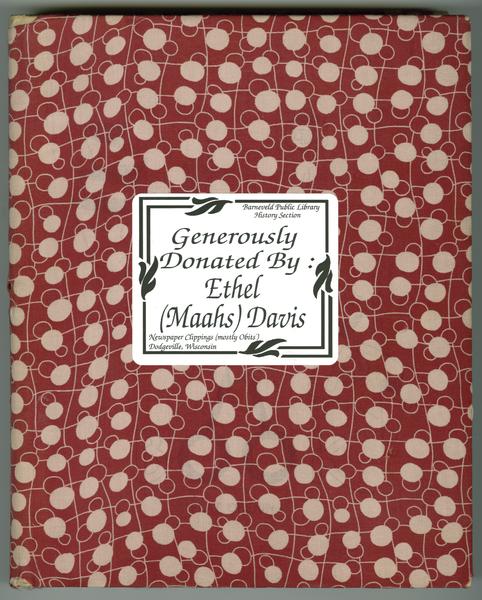 Barneveld Public Library
History Section
Generously
Donated By :
Ethel
(Maahs) Davis
Newspaper Clippings (mostly Obits)
Dodgeville, Wisconsin